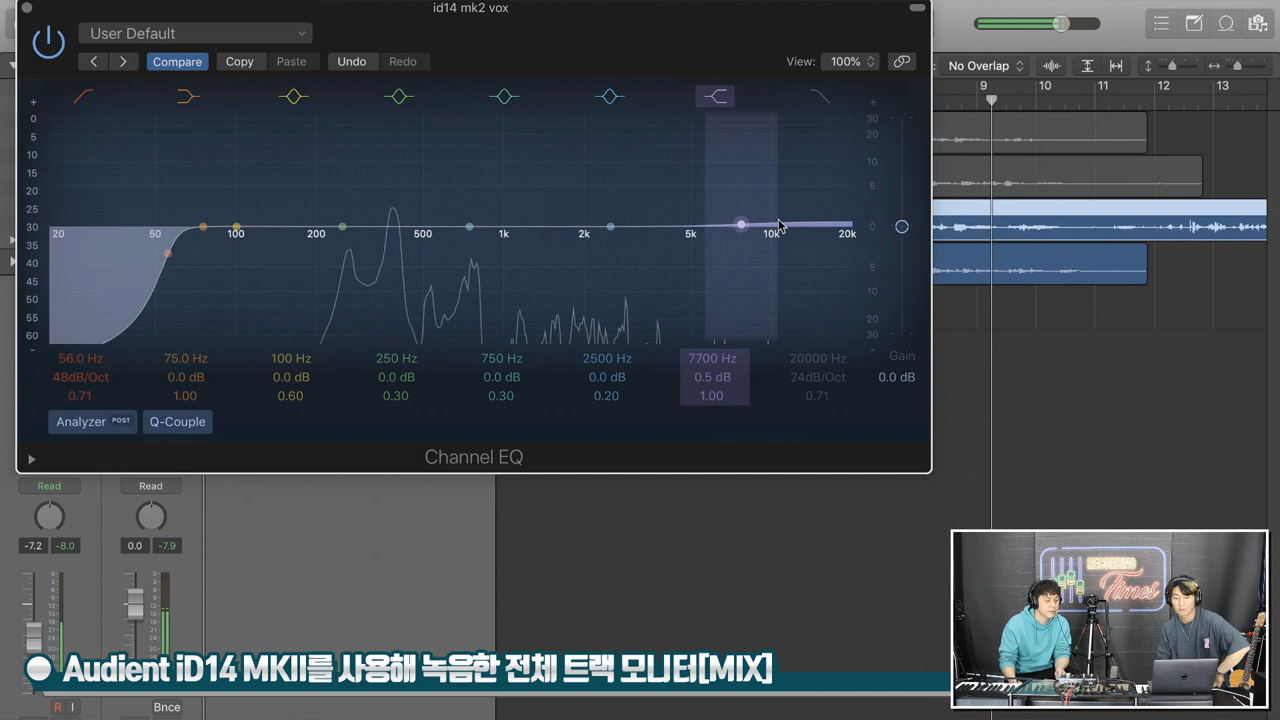 id14 mk2 vox
User Default
Compare Copy Paste Undo Redo View: 100%
No Overlap
9 10 11 12 13
+ +
0 30
5 20
10
15 10
20
25 5
30 0
20 50 100 200 500 1k 2k 5k 10k 20k
35
40 5
45
50 10
55 20
60 30
- -
56.0 Hz 75.0 Hz 100 Hz 250 Hz 750 Hz 2500 Hz 7700 Hz 20000 Hz Gain
48dB/Oct 0.0 dB 0.0 dB 0.0 dB 0.0 dB 0.0 dB 0.5 dB 24dB/Oct 0.0 dB
0.71 1.00 0.60 0.30 0.30 0.20 1.00 0.71
Analyzer POST Q-Couple
Channel EQ
Read Read
-7.2 -8.0 0.0 -7.9
Times
Audient iD14 MKII를 사용해 녹음한 전체 트랙 모니터[MIX]
R I Bnce